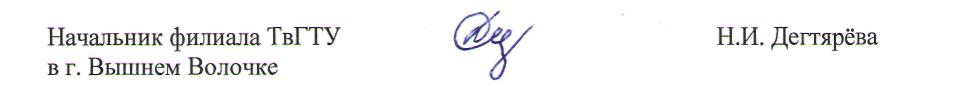 Начальник филиала ТвГТУ Н.И. Дегтярёва
в г. Вышнем Волочке